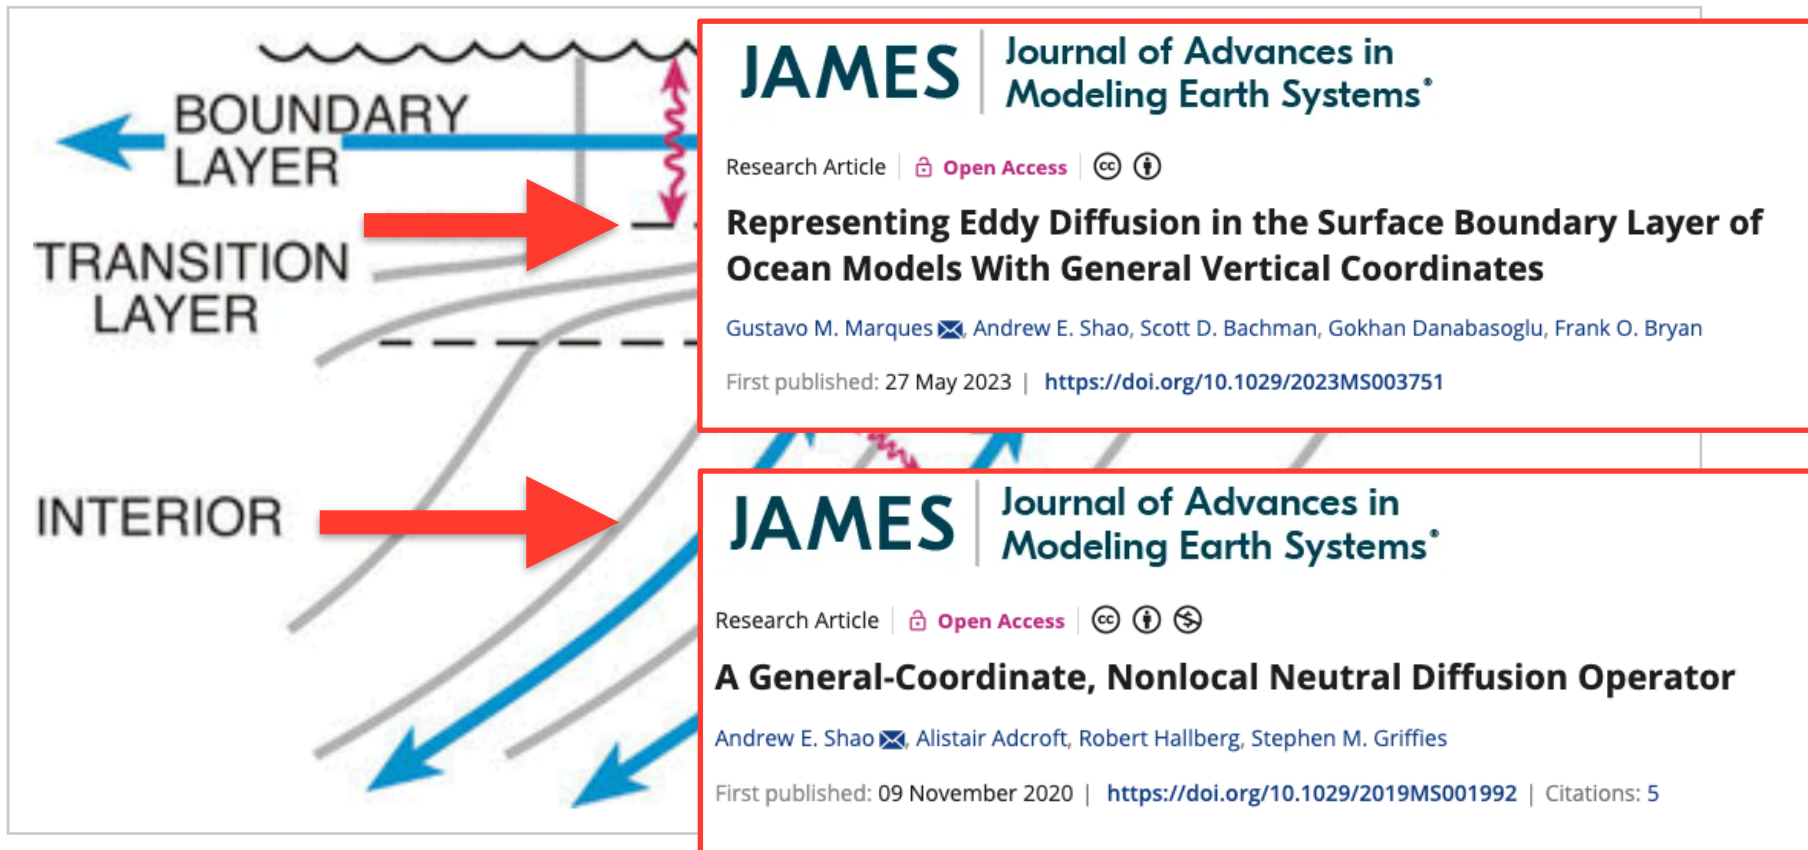 BOUNDARY
LAYER
TRANSITION
LAYER
INTERIOR
JAMES
Journal of Advances in
Modeling Earth Systems®
Research Article
Open Access
cc
Representing Eddy Diffusion in the Surface Boundary Layer of
Ocean Models With General Vertical Coordinates
Gustavo M. Marques, Andrew E. Shao, Scott D. Bachman, Gokhan Danabasoglu, Frank O. Bryan
First published: 27 May 2023 | https://doi.org/10.1029/2023MS003751
JAMES
Journal of Advances in
Modeling Earth Systems®
Research Article
Open Access
cc
A General-Coordinate, Nonlocal Neutral Diffusion Operator
Andrew E. Shao, Alistair Adcroft, Robert Hallberg, Stephen M. Griffies
First published: 09 November 2020 | https://doi.org/10.1029/2019MS001992 | Citations: 5